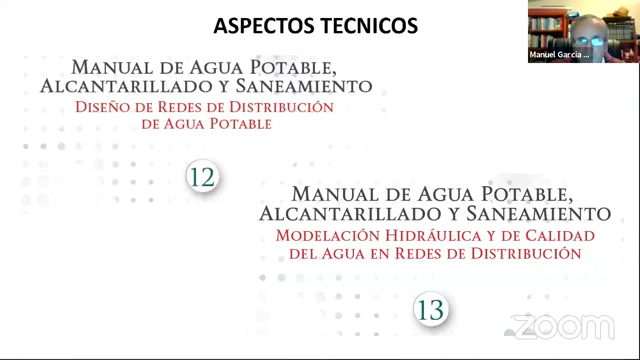 ASPECTOS TECNICOS
Manuel Garcia ...
MANUAL DE AGUA POTABLE,
ALCANTARILLADO Y SANEAMIENTO
DISEÑO DE REDES DE DISTRIBUCIÓN
DE AGUA POTABLE
12
MANUAL DE AGUA POTABLE,
ALCANTARILLADO Y SANEAMIENTO
MODELACIÓN HIDRÁULICA Y DE CALIDAD
DEL AGUA EN REDES DE DISTRIBUCIÓN
13
zoom